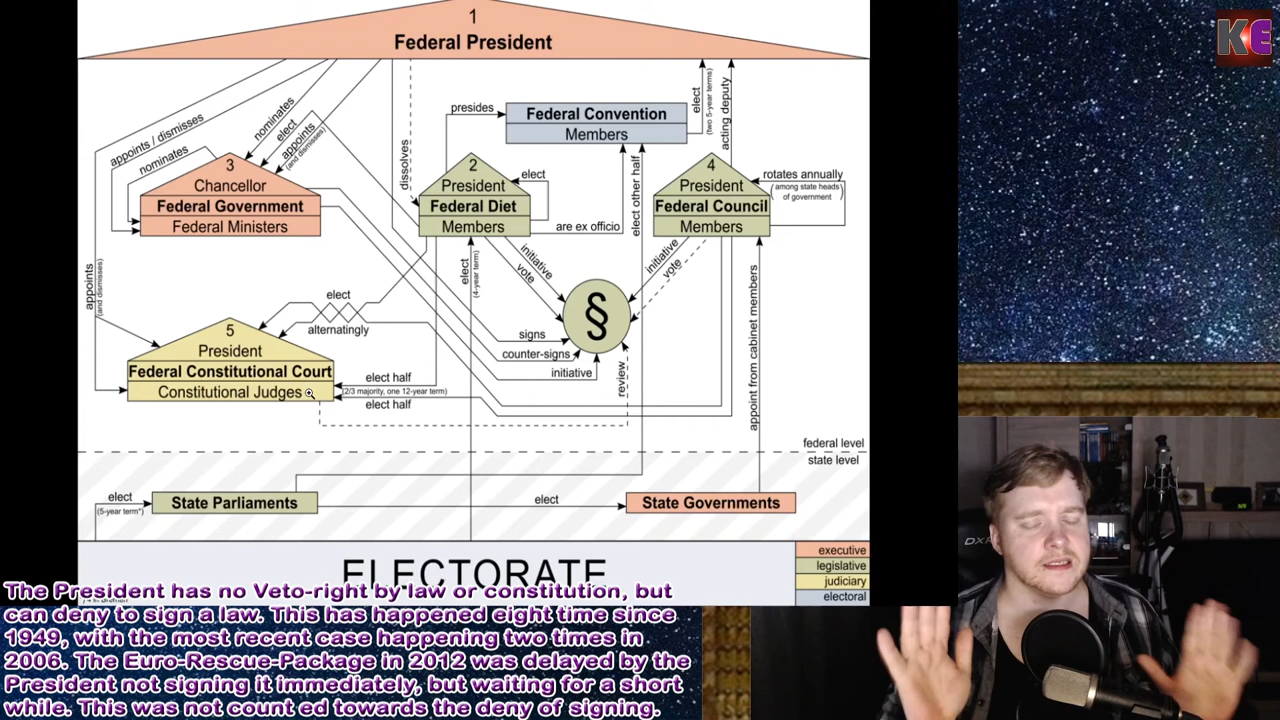 1
Federal President
KE
appoints / dismisses
nominates
nominates
elect
appoints
(and dismisses)
dissolves
presides
Federal Convention
Members
elect
(two 5-year terms)
acting deputy
3
Chancellor
Federal Government
Federal Ministers
2
President
Federal Diet
Members
elect
are ex officio
elect other half
4
President
Federal Council
Members
rotates annually
(among state heads
of government)
initiative
vote
initiative
vote
elect
(4-year term)
§
appoints
(and dismisses)
elect
alternatingly
signs
counter-signs
initiative
review
appoint from cabinet members
5
President
Federal Constitutional Court
Constitutional Judges
elect half
(2/3 majority, one 12-year term)
elect half
federal level
state level
elect
(5-year term*)
State Parliaments
elect
State Governments
ELECTORATE
executive
legislative
judiciary
electoral
DXR
The President has no Veto-right by law or constitution, but
can deny to sign a law. This has happened eight time since
1949, with the most recent case happening two times in
2006. The Euro-Rescue-Package in 2012 was delayed by the
President not signing it immediately, but waiting for a short
while. This was not count ed towards the deny of signing.